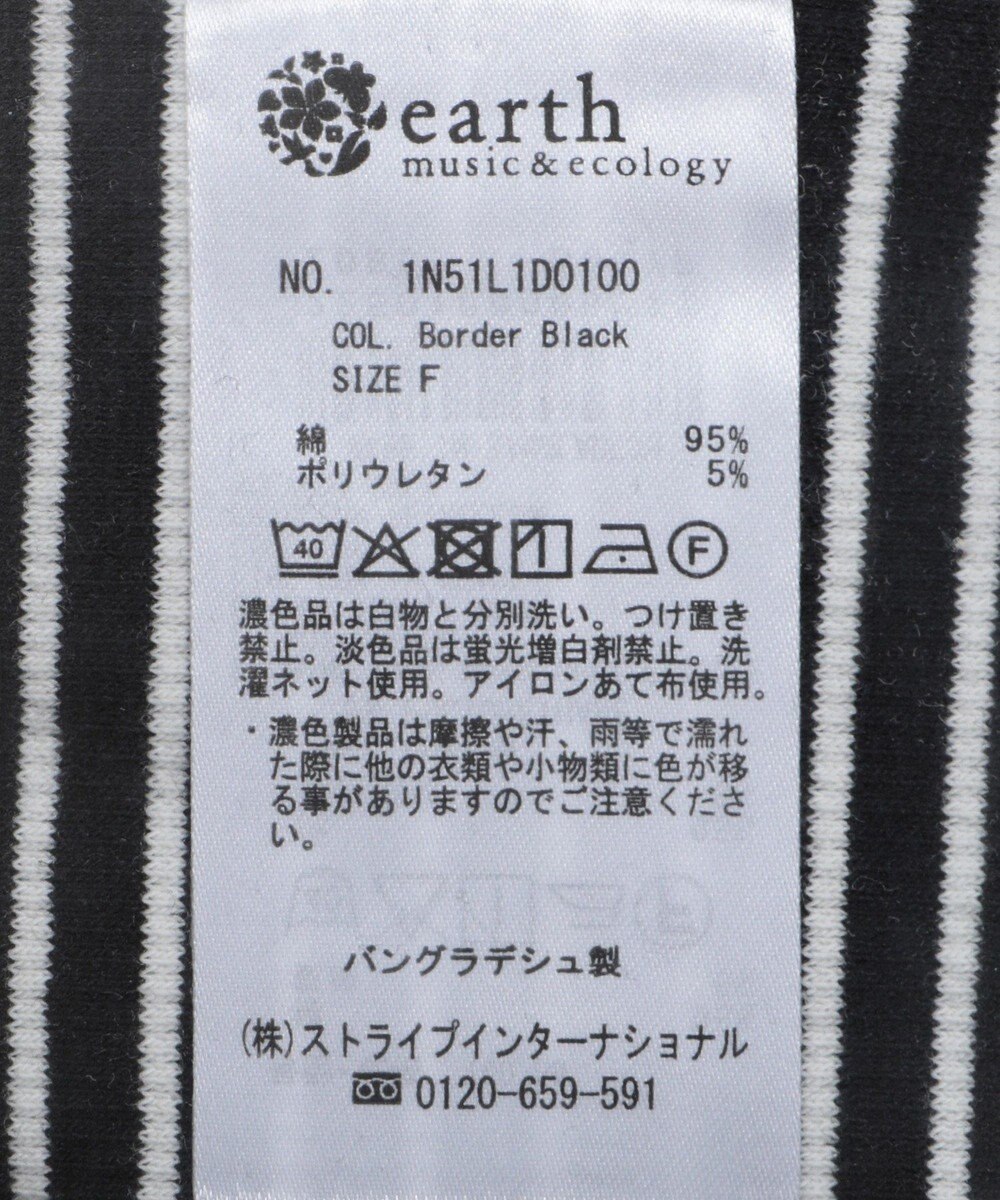 earth
music & ecology
NO. 1N51L1D0100
COL. Border Black
SIZE F
綿 95%
ポリウレタン 5%
40 F
濃色品は白物と分別洗い。つけ置き
禁止。淡色品は蛍光増白剤禁止。洗
濯ネット使用。アイロンあて布使用。
・濃色製品は摩擦や汗、雨等で濡れ
た際に他の衣類や小物類に色が移
る事がありますのでご注意くださ
い。
バングラデシュ製
(株)ストライプインターナショナル
0120-659-591